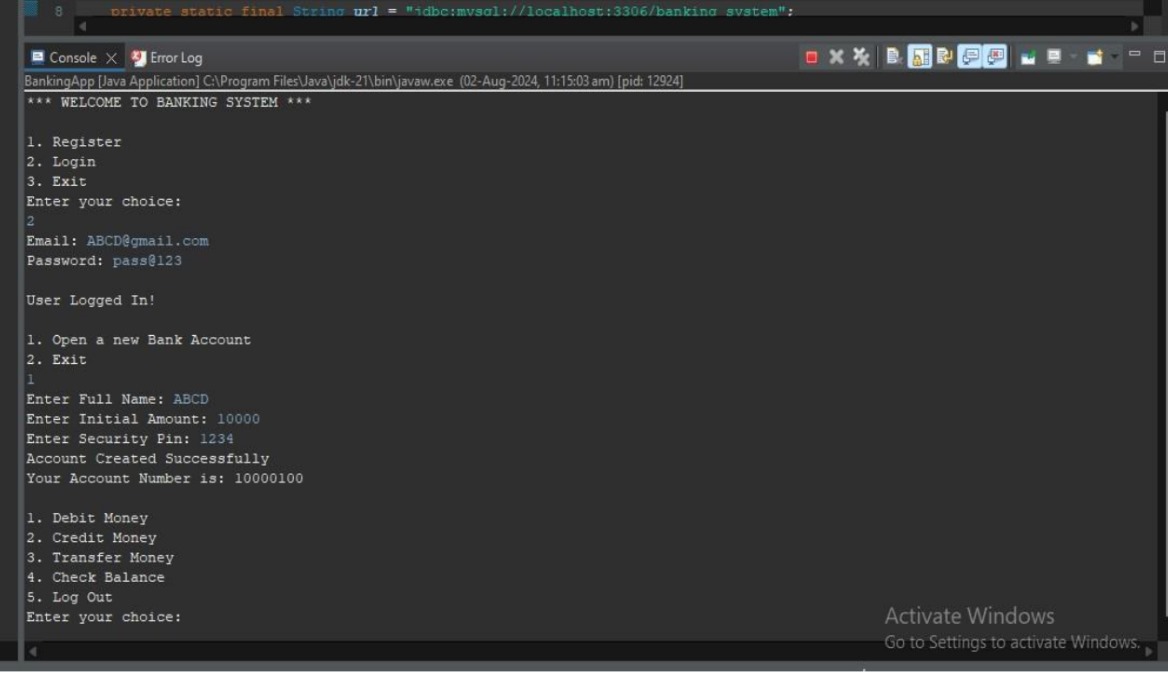 8 private static final String url = "jdbc:mysql://localhost:3306/banking_system";
Console Error Log
BankingApp [Java Application] C:\Program Files\Java\jdk-21\bin\javaw.exe (02-Aug-2024, 11:15:03 am) [pid: 12924]
*** WELCOME TO BANKING SYSTEM ***
1. Register
2. Login
3. Exit
Enter your choice:
2
Email: ABCD@gmail.com
Password: pass@123
User Logged In!
1. Open a new Bank Account
2. Exit
1
Enter Full Name: ABCD
Enter Initial Amount: 10000
Enter Security Pin: 1234
Account Created Successfully
Your Account Number is: 10000100
1. Debit Money
2. Credit Money
3. Transfer Money
4. Check Balance
5. Log Out
Enter your choice:
Activate Windows
Go to Settings to activate Windows.